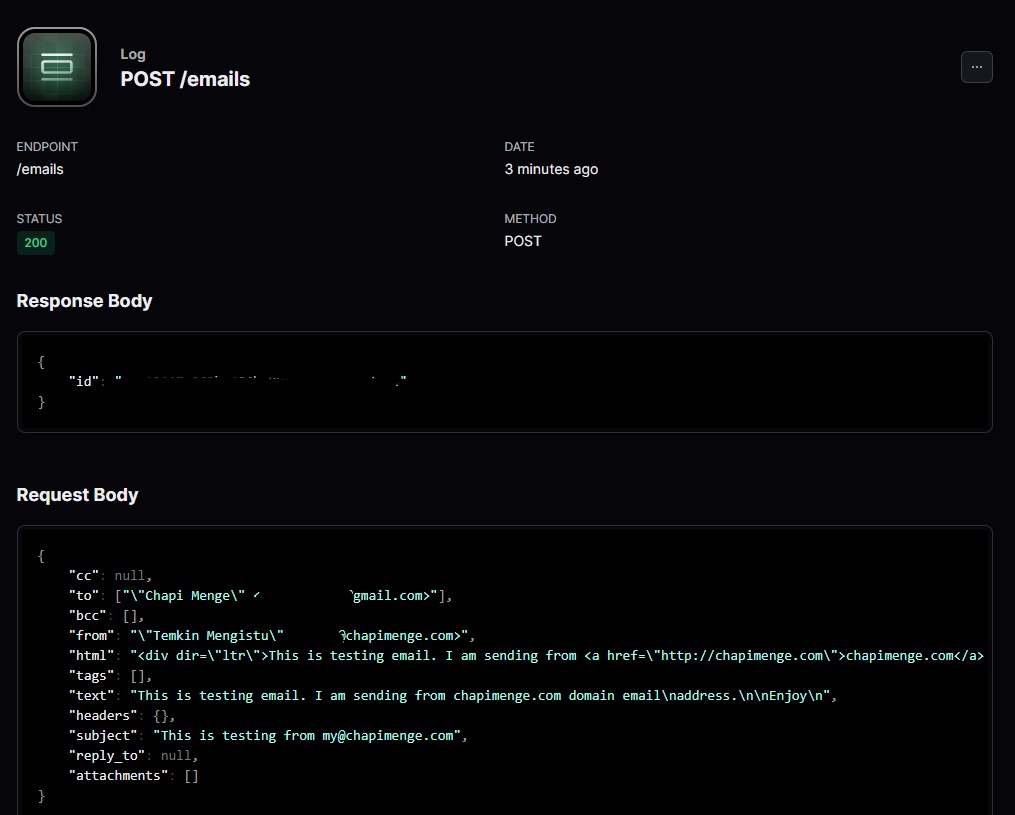 Log
POST /emails
...
ENDPOINT
/emails
DATE
3 minutes ago
STATUS
200
METHOD
POST
Response Body
{
"id": " "
}
Request Body
{
"cc": null,
"to": ["\"Chapi Menge\" gmail.com>"],
"bcc": [],
"from": "\"Temkin Mengistu\" chapimenge.com>",
"html": "<div dir=\"ltr\">This is testing email. I am sending from <a href=\"http://chapimenge.com\">chapimenge.com</a>
"tags": [],
"text": "This is testing email. I am sending from chapimenge.com domain email\naddress.\n\nEnjoy\n",
"headers": {},
"subject": "This is testing from my@chapimenge.com",
"reply_to": null,
"attachments": []
}